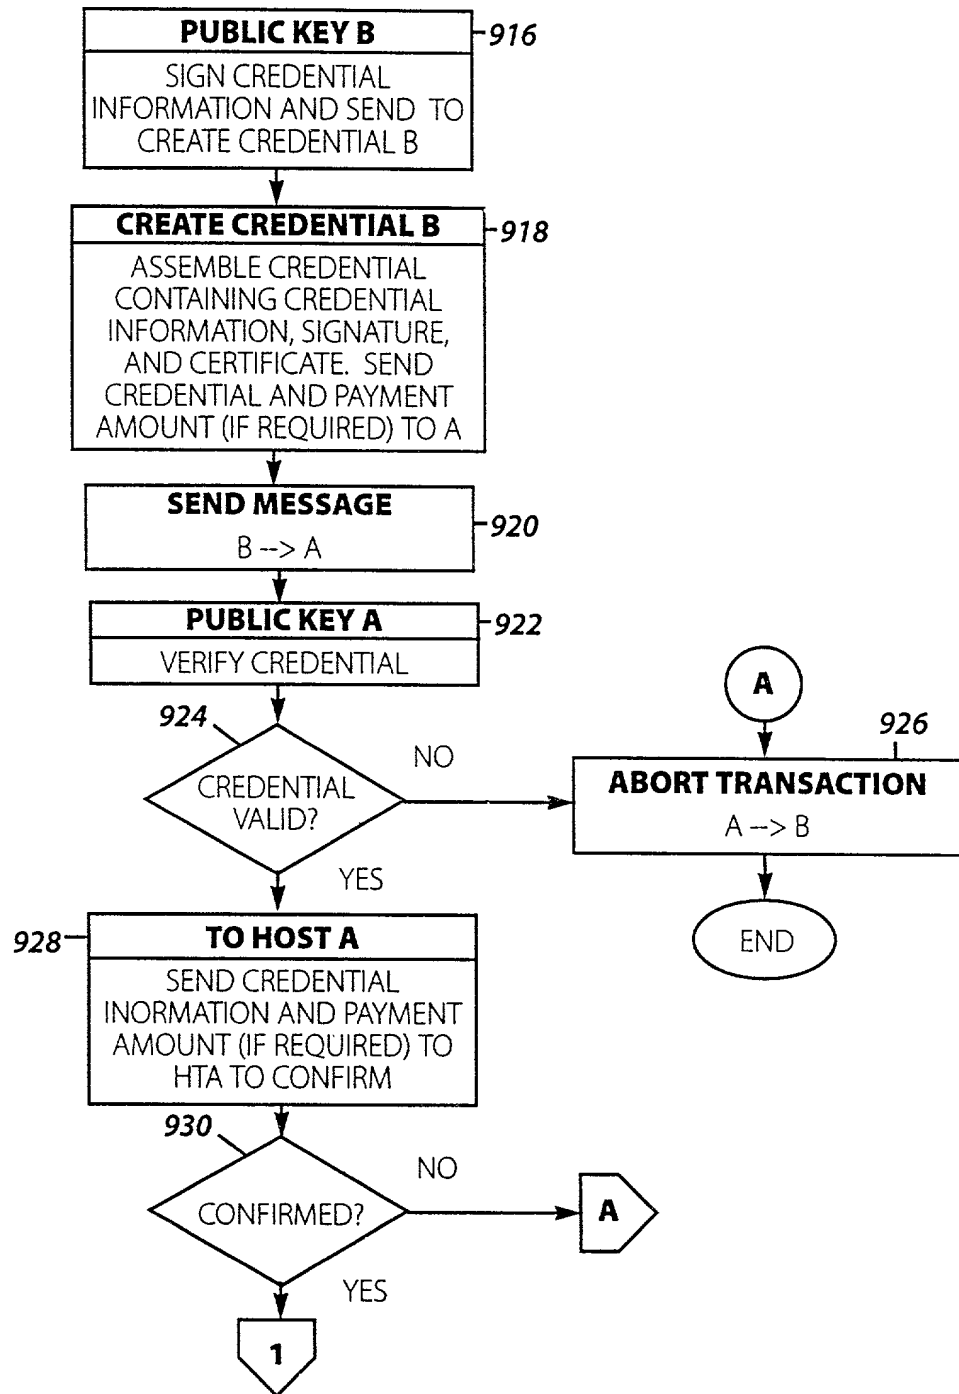 PUBLIC KEY B
916
SIGN CREDENTIAL
INFORMATION AND SEND TO
CREATE CREDENTIAL B
CREATE CREDENTIAL B
918
ASSEMBLE CREDENTIAL
CONTAINING CREDENTIAL
INFORMATION, SIGNATURE,
AND CERTIFICATE. SEND
CREDENTIAL AND PAYMENT
AMOUNT (IF REQUIRED) TO A
SEND MESSAGE
920
B --> A
PUBLIC KEY A
922
VERIFY CREDENTIAL
924
CREDENTIAL
VALID?
NO
YES
A
926
ABORT TRANSACTION
A --> B
END
928
TO HOST A
SEND CREDENTIAL
INORMATION AND PAYMENT
AMOUNT (IF REQUIRED) TO
HTA TO CONFIRM
930
CONFIRMED?
NO
A
YES
1